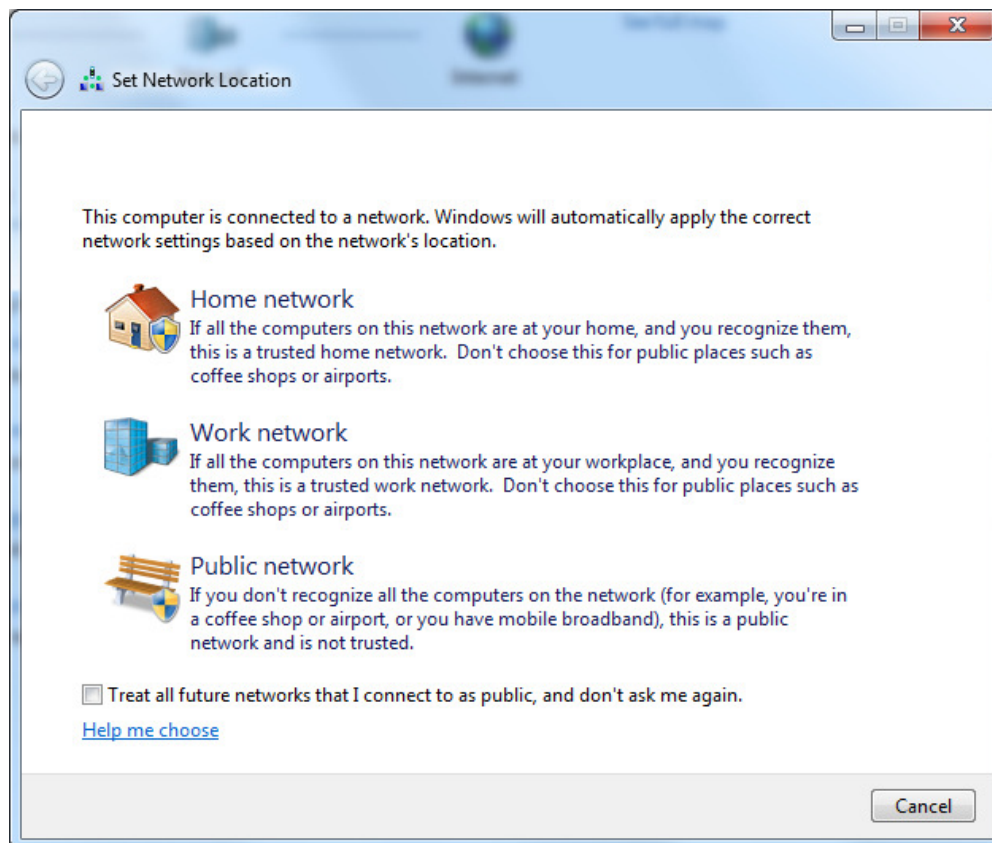 See full map
Internet
Set Network Location
This computer is connected to a network. Windows will automatically apply the correct
network settings based on the network's location.
Home network
If all the computers on this network are at your home, and you recognize them,
this is a trusted home network.  Don't choose this for public places such as
coffee shops or airports.
Work network
If all the computers on this network are at your workplace, and you recognize
them, this is a trusted work network.  Don't choose this for public places such as
coffee shops or airports.
Public network
If you don't recognize all the computers on the network (for example, you're in
a coffee shop or airport, or you have mobile broadband), this is a public
network and is not trusted.
Treat all future networks that I connect to as public, and don't ask me again.
Help me choose
Cancel